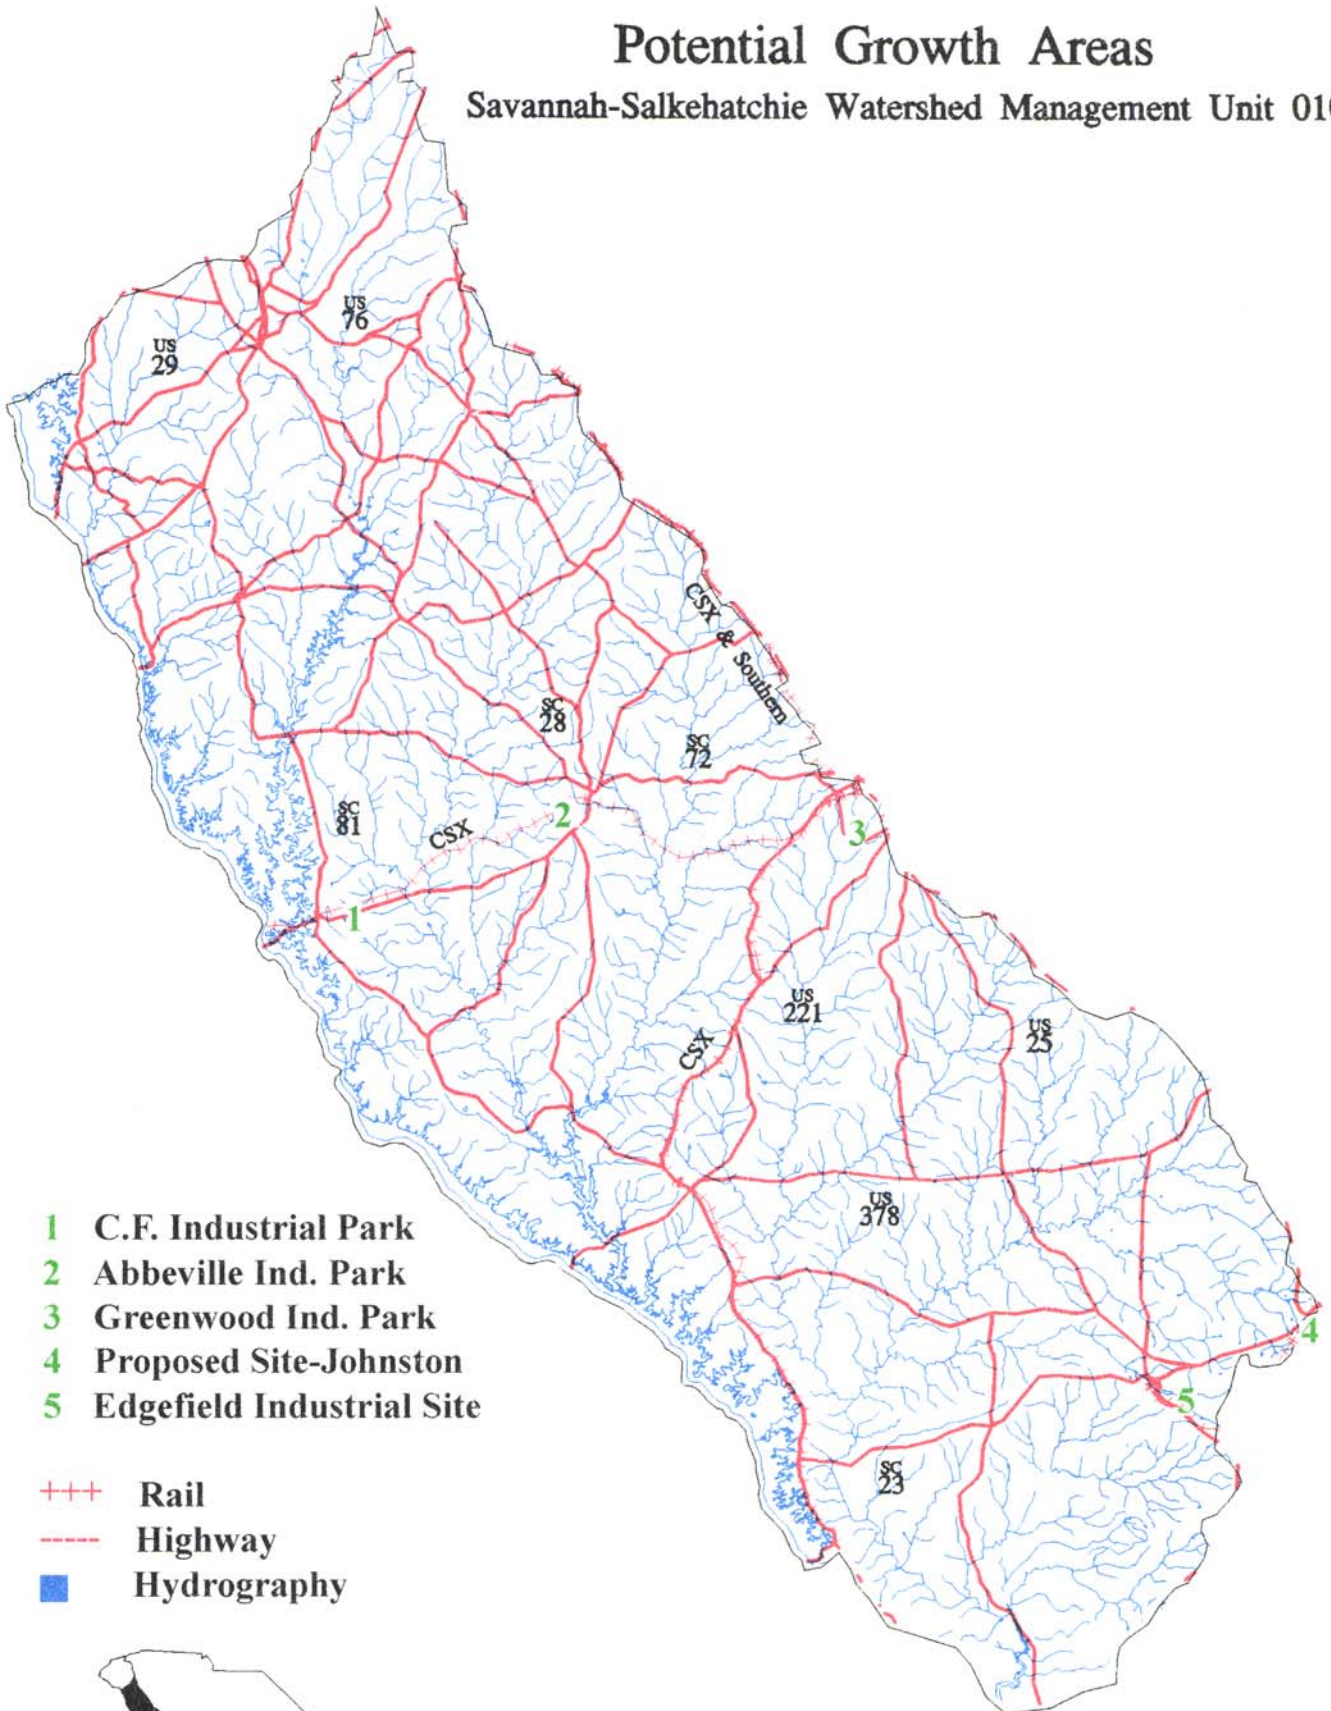 Potential Growth Areas
Savannah-Salkehatchie Watershed Management Unit 010
US
76
US
29
CSX & Southern
SC
28
SC
72
SC
81
CSX
2
3
1
US
221
US
25
CSX
US
378
4
5
SC
23
1 C.F. Industrial Park
2 Abbeville Ind. Park
3 Greenwood Ind. Park
4 Proposed Site-Johnston
5 Edgefield Industrial Site
Rail
Highway
Hydrography